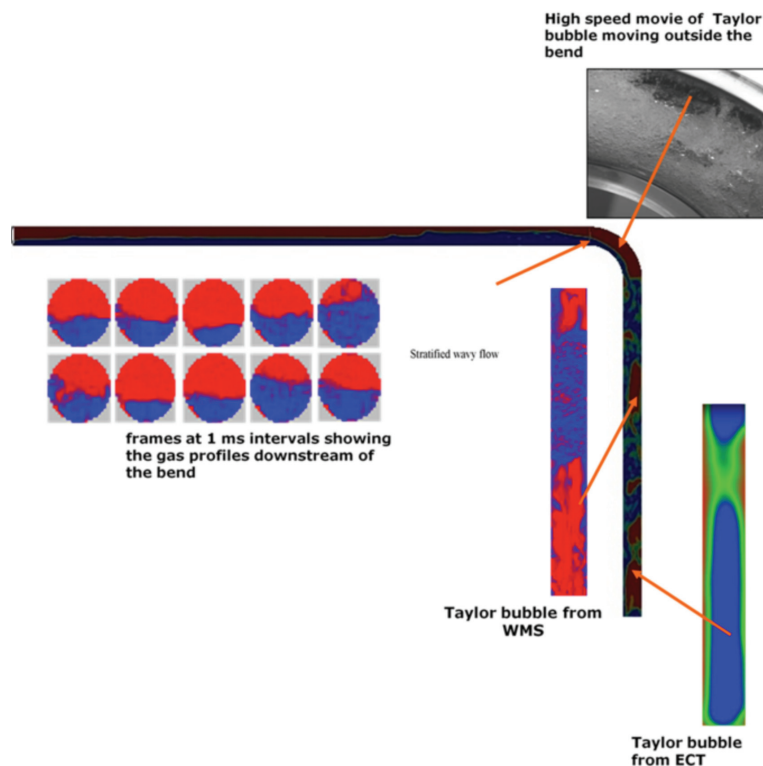 High speed movie of Taylor
bubble moving outside the
bend
Stratified wavy flow
frames at 1 ms intervals showing
the gas profiles downstream of
the bend
Taylor bubble from
WMS
Taylor bubble
from ECT